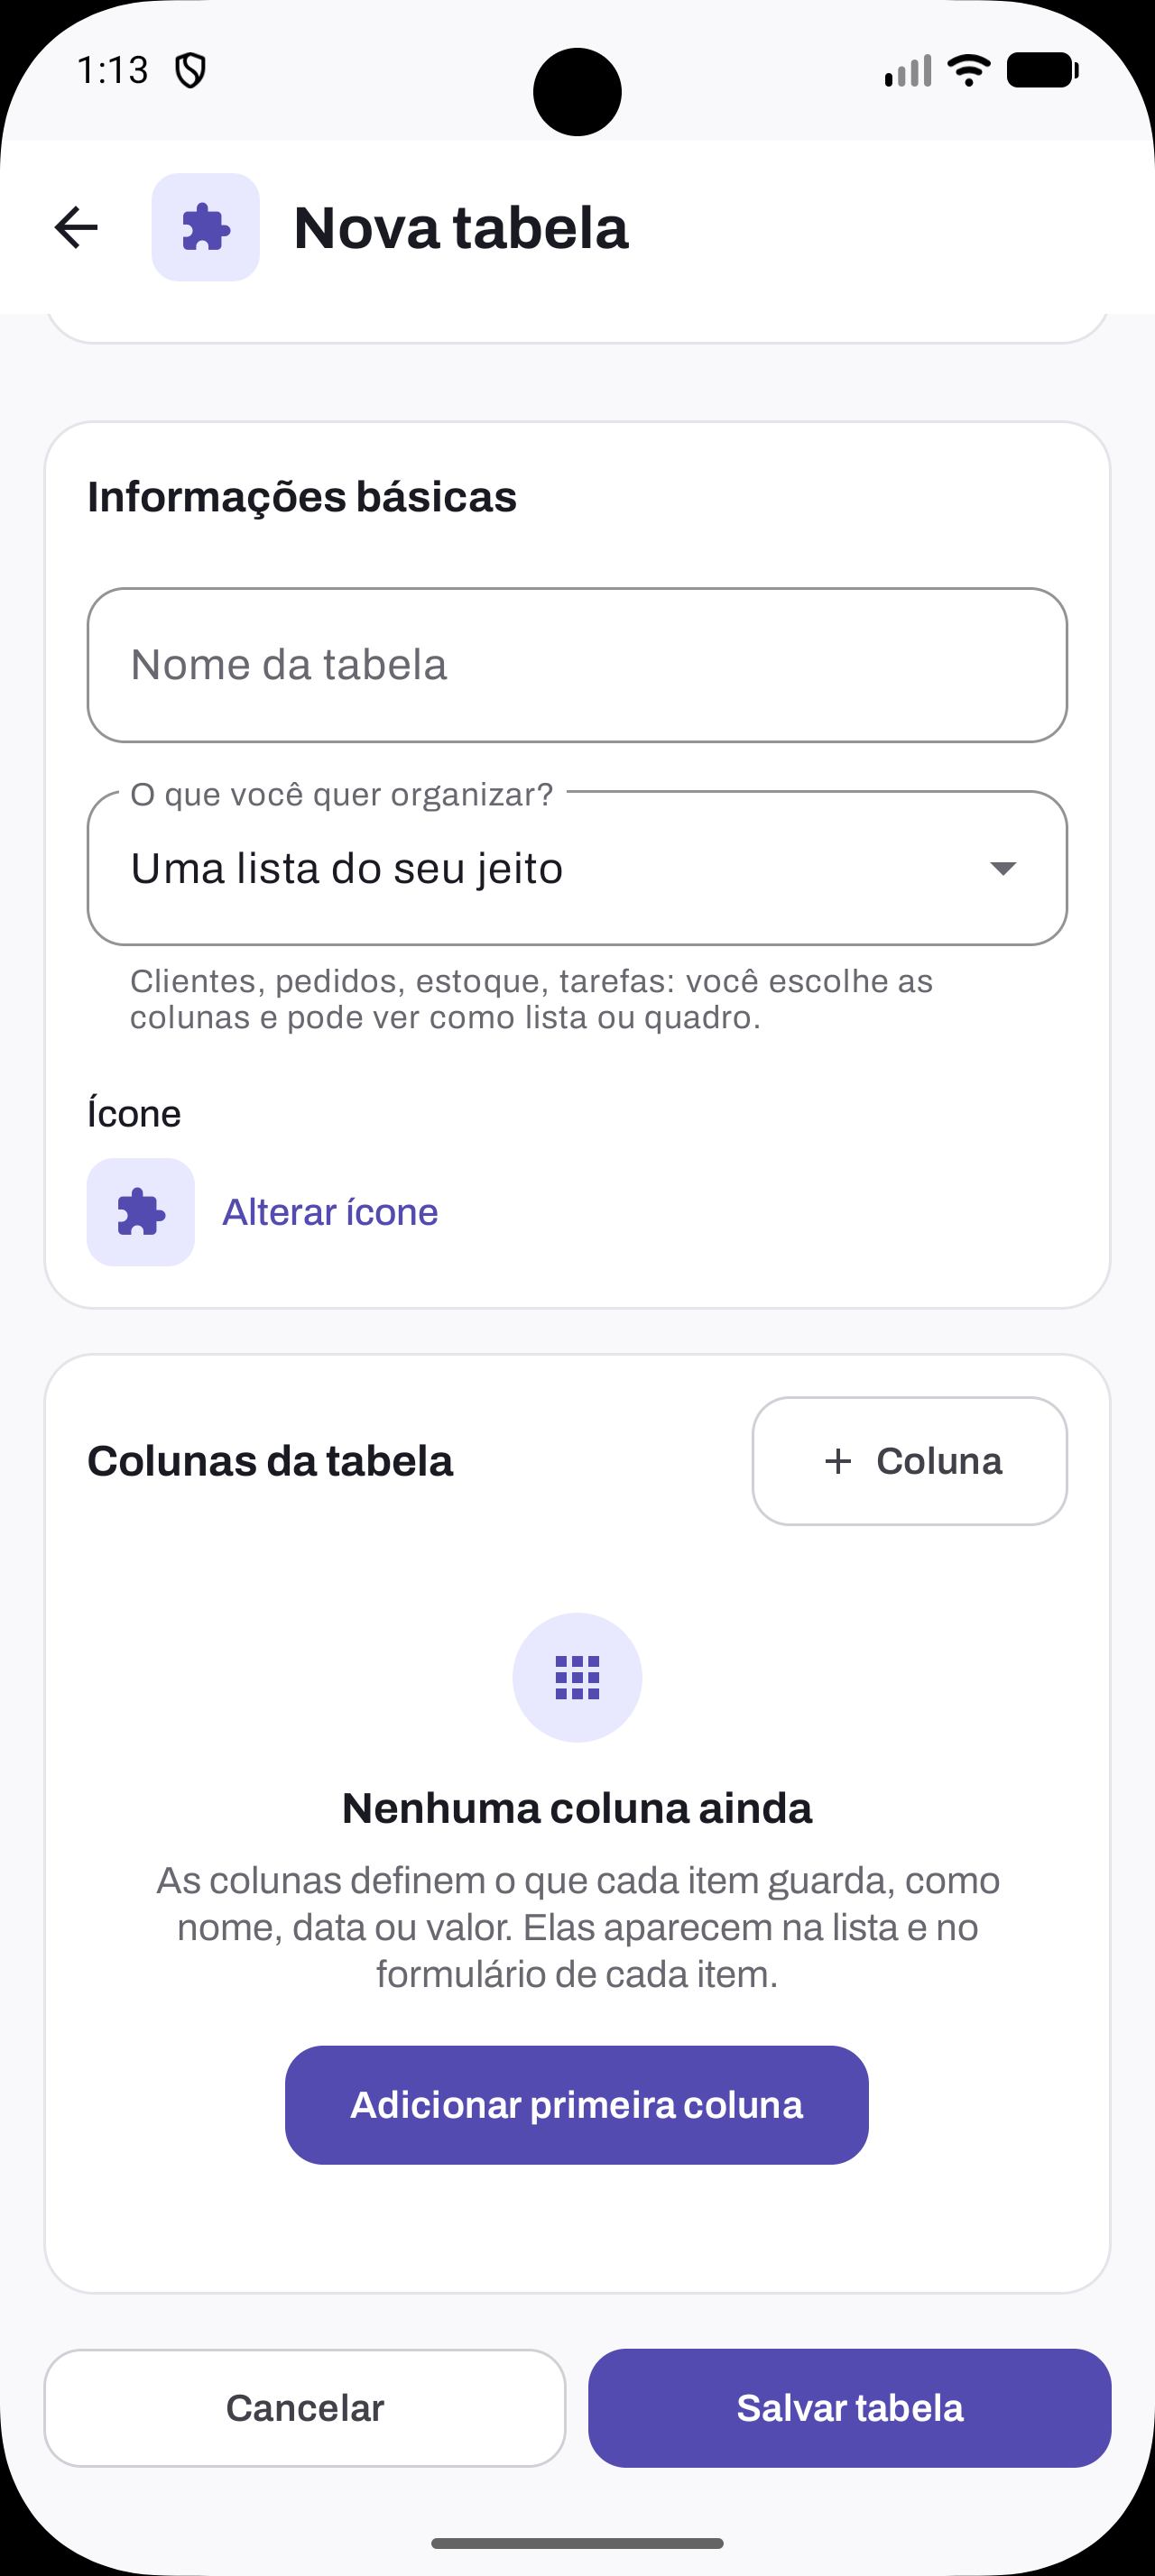 1:13
Nova tabela
Informações básicas
Nome da tabela
O que você quer organizar?
Uma lista do seu jeito
Clientes, pedidos, estoque, tarefas: você escolhe as
colunas e pode ver como lista ou quadro.
Ícone
Alterar ícone
Colunas da tabela
+ Coluna
Nenhuma coluna ainda
As colunas definem o que cada item guarda, como
nome, data ou valor. Elas aparecem na lista e no
formulário de cada item.
Adicionar primeira coluna
Cancelar
Salvar tabela